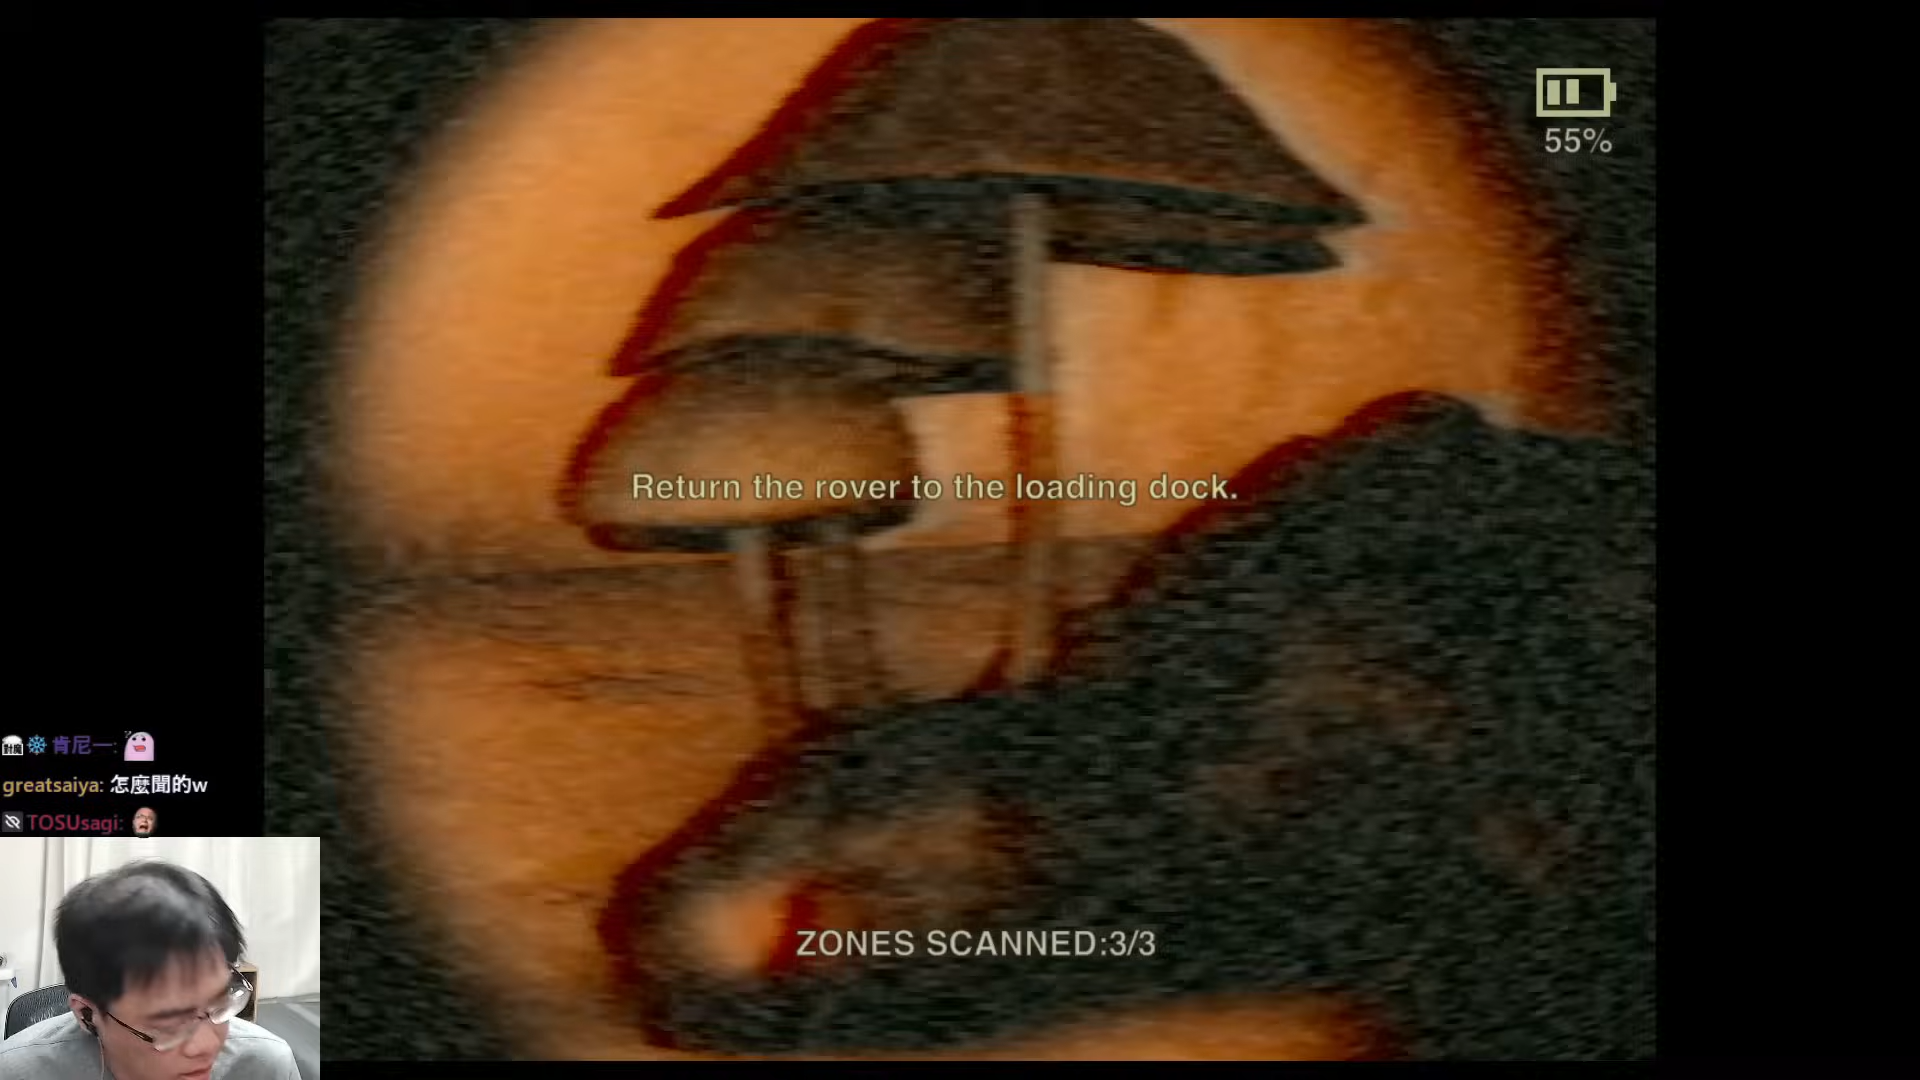 55%
Return the rover to the loading dock.
肯尼一:
greatsaiya: 怎麼聞的w
TOSUsagi:
ZONES SCANNED:3/3